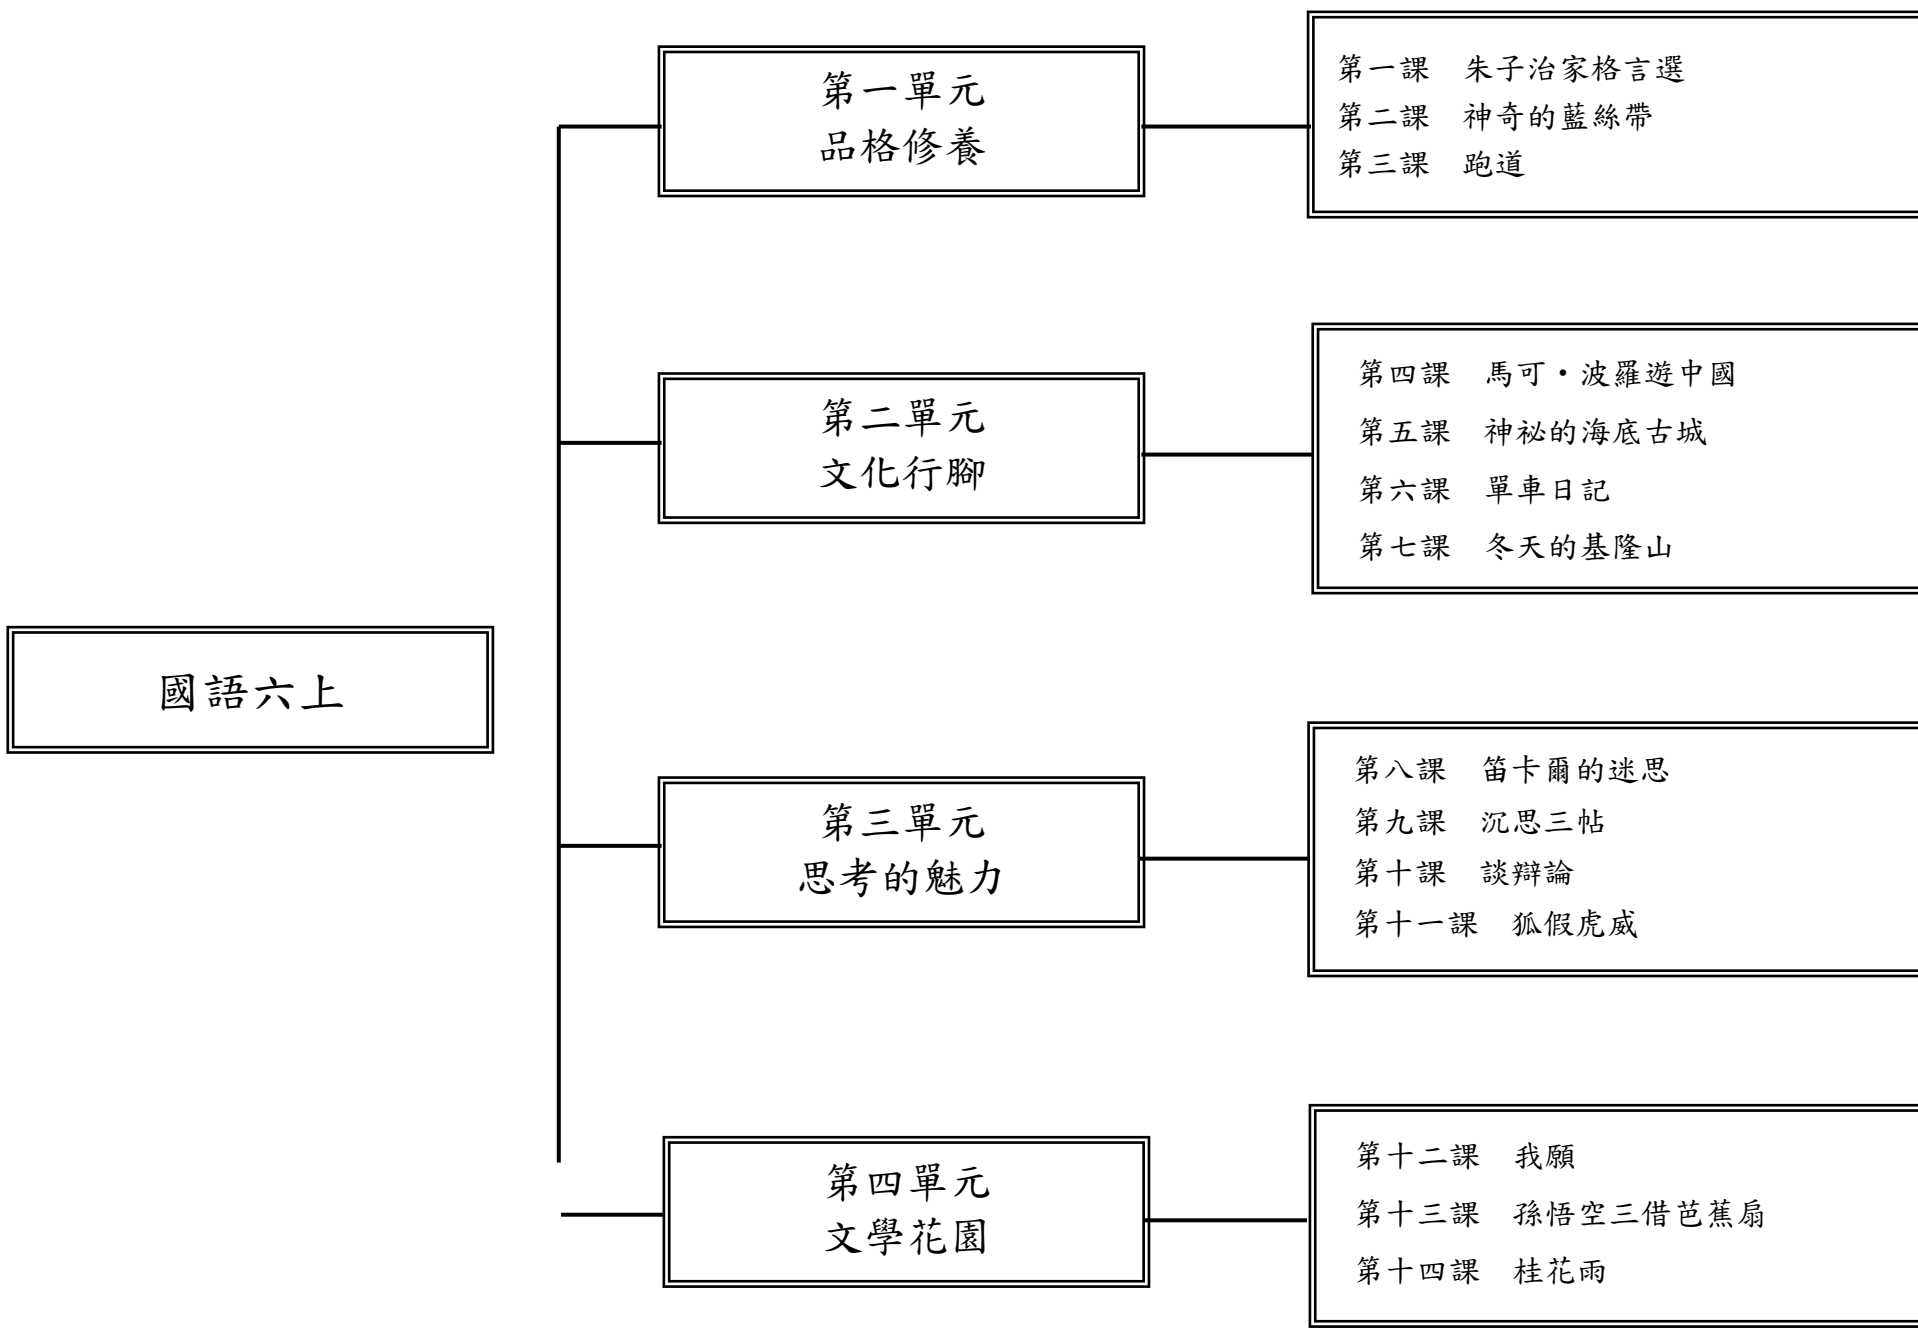 國語六上
第一單元
品格修養
第一課　朱子治家格言選
第二課　神奇的藍絲帶
第三課　跑道
第二單元
文化行腳
第四課　馬可‧波羅遊中國
第五課　神祕的海底古城
第六課　單車日記
第七課　冬天的基隆山
第三單元
思考的魅力
第八課　笛卡爾的迷思
第九課　沉思三帖
第十課　談辯論
第十一課　狐假虎威
第四單元
文學花園
第十二課　我願
第十三課　孫悟空三借芭蕉扇
第十四課　桂花雨